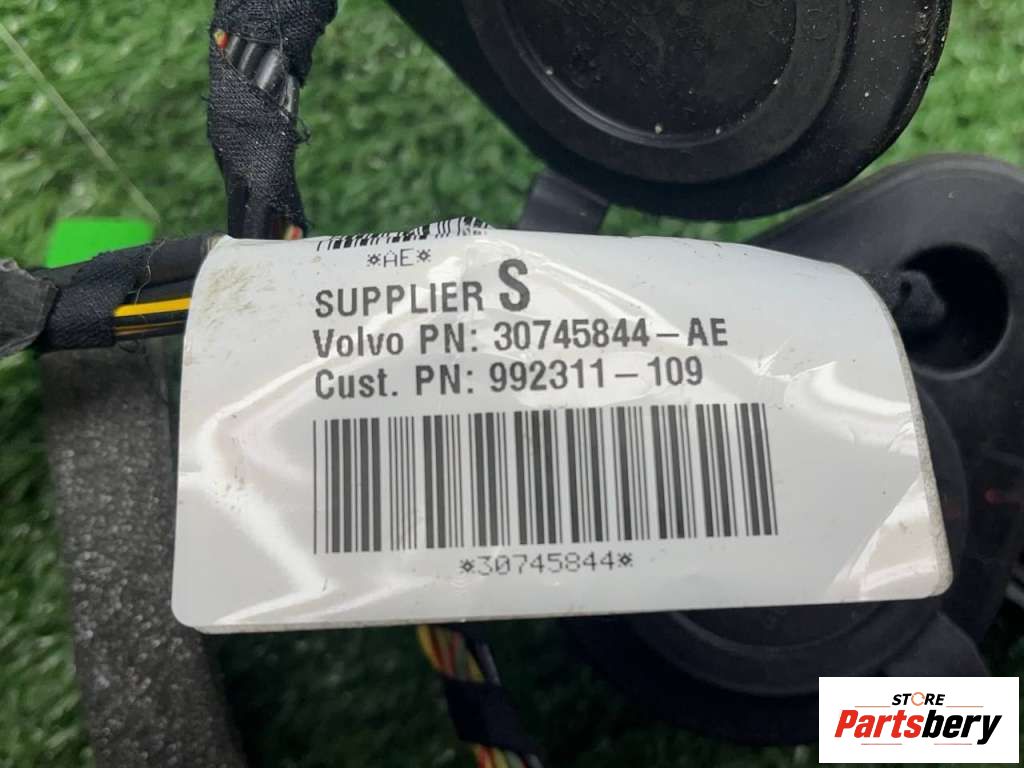 *AE*
SUPPLIER S
Volvo PN: 30745844-AE
Cust. PN: 992311-109
*30745844*
STORE
Partsbery